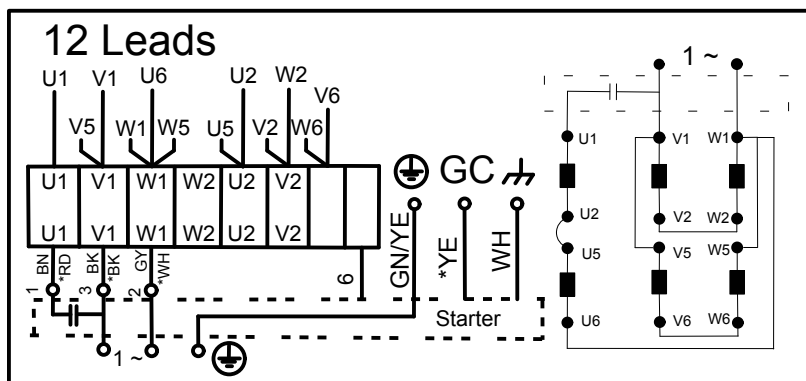 12 Leads
U1 V1 U6 U2 W2 V6
V5 W1 W5 U5 V2 W6
U1 V1 W1 W2 U2 V2
U1 V1 W1 W2 U2 V2
BN *RD BK *BK GY *WH
1 3 2 6
GC
GN/YE *YE WH
Starter
1 ~
1 ~
U1 V1 W1
U2 V2 W2
U5 V5 W5
U6 V6 W6